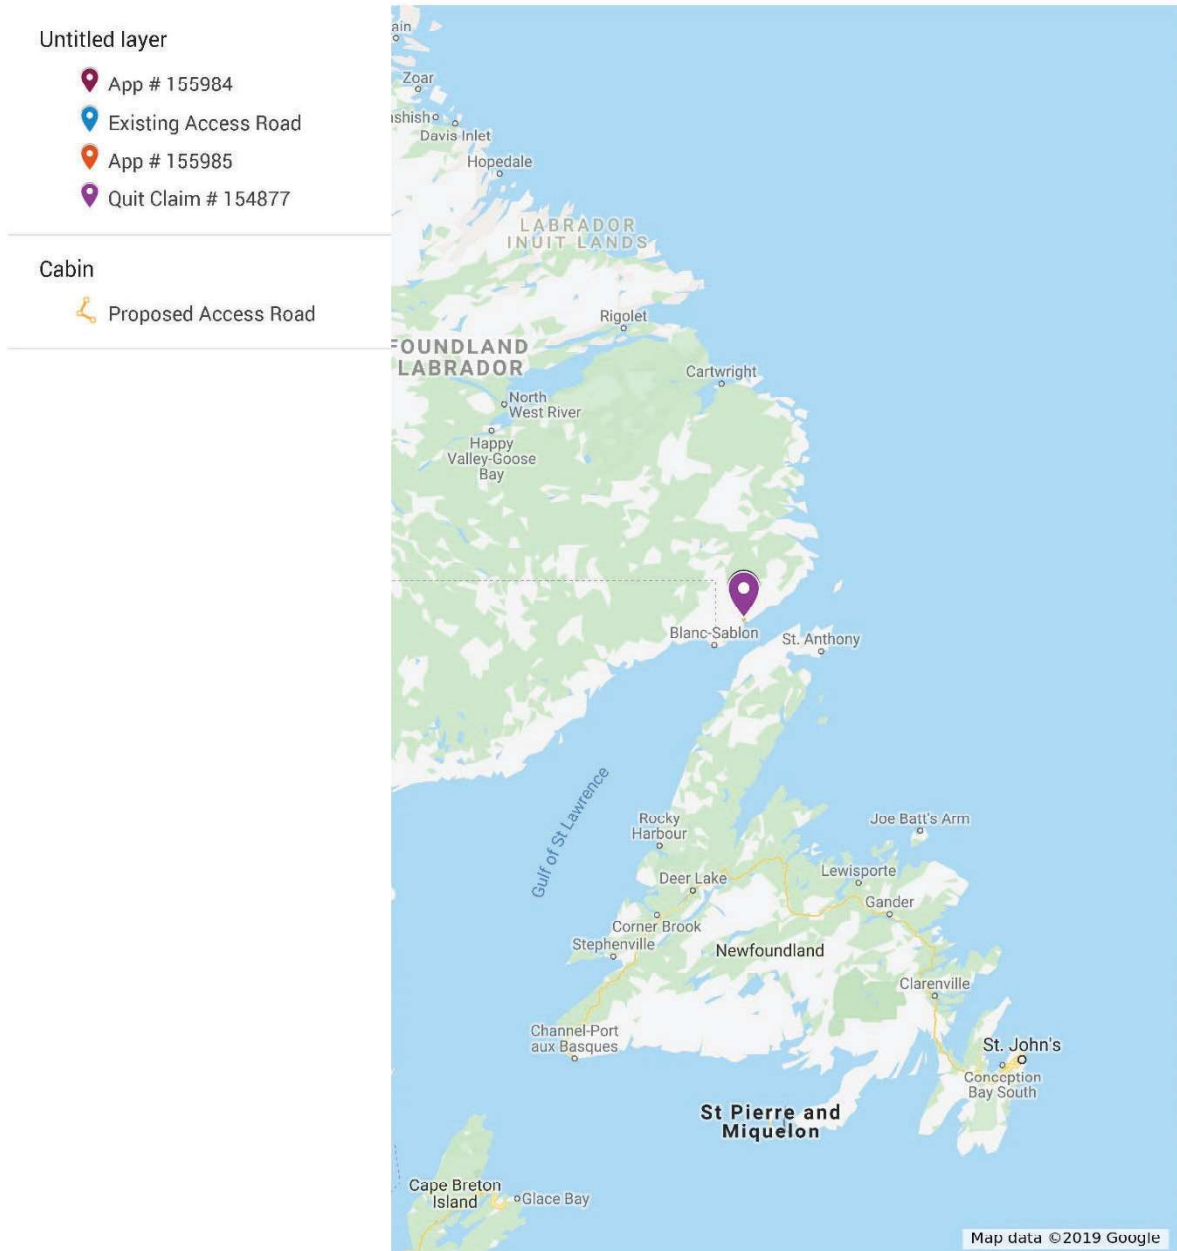 Untitled layer
App # 155984
Existing Access Road
App # 155985
Quit Claim # 154877
Cabin
Proposed Access Road
ain
Zoar
shish
Davis Inlet
Hopedale
LABRADOR
INUIT LANDS
Rigolet
FOUNDLAND
LABRADOR
Cartwright
North
West River
Happy
Valley-Goose
Bay
Blanc-Sablon
St. Anthony
Gulf of St Lawrence
Rocky
Harbour
Joe Batt's Arm
Deer Lake
Lewisporte
Gander
Corner Brook
Stephenville
Newfoundland
Clarenville
Channel-Port
aux Basques
St. John's
Conception
Bay South
St Pierre and
Miquelon
Cape Breton
Island
Glace Bay
Map data ©2019 Google